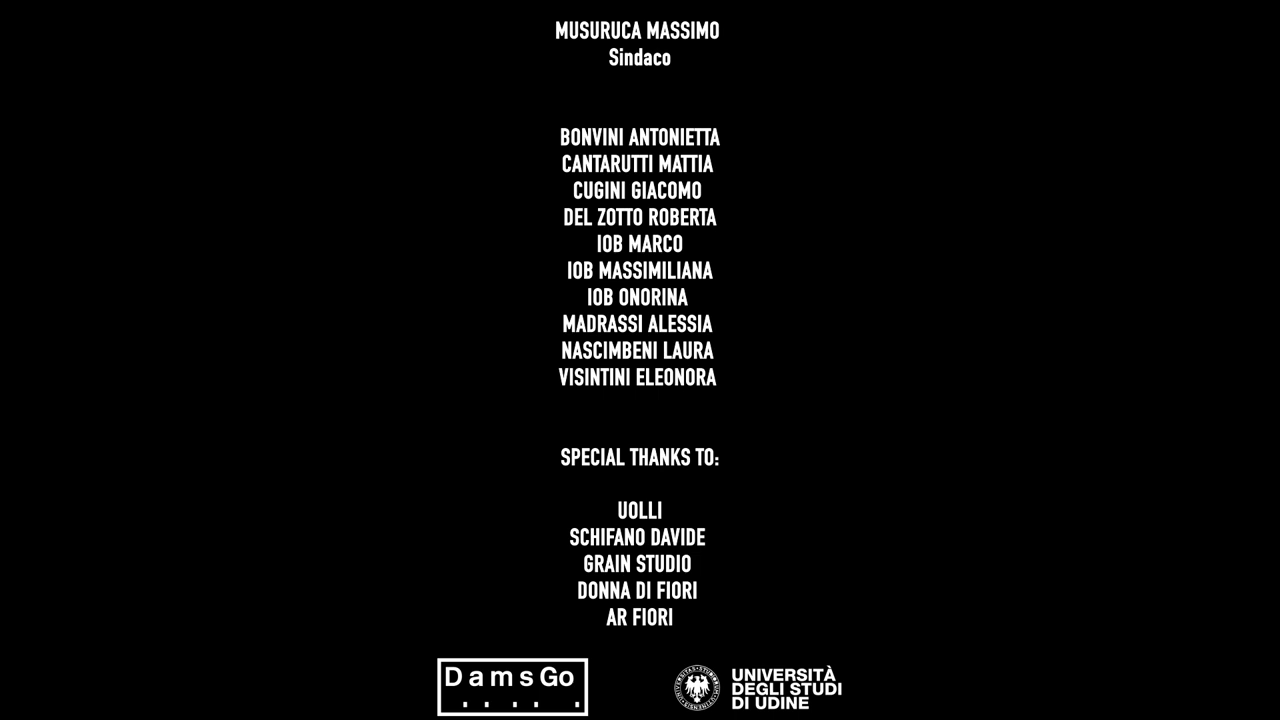 MUSURUCA MASSIMO
Sindaco
BONVINI ANTONIETTA
CANTARUTTI MATTIA
CUGINI GIACOMO
DEL ZOTTO ROBERTA
IOB MARCO
IOB MASSIMILIANA
IOB ONORINA
MADRASSI ALESSIA
NASCIMBENI LAURA
VISINTINI ELEONORA
SPECIAL THANKS TO:
UOLLI
SCHIFANO DAVIDE
GRAIN STUDIO
DONNA DI FIORI
AR FIORI
DamsGo
UNIVERSITÀ
DEGLI STUDI
DI UDINE